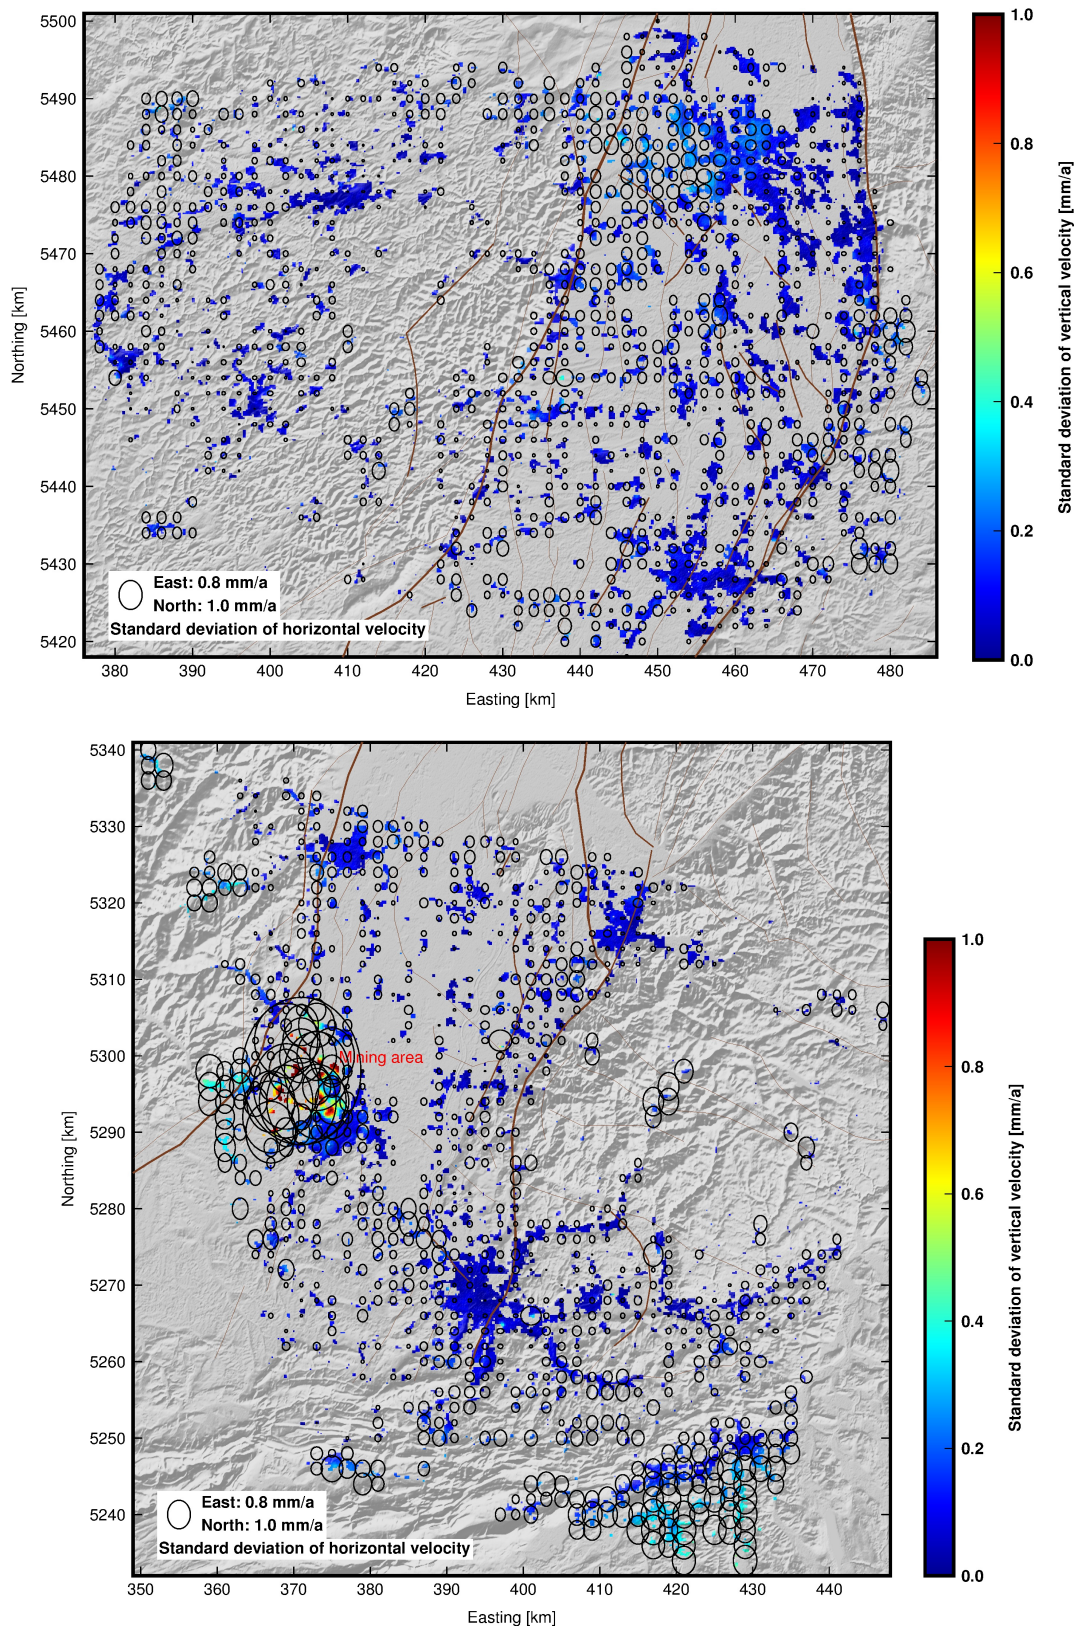 5500
5490
5480
5470
5460
5450
5440
5430
5420
Northing [km]
380 390 400 410 420 430 440 450 460 470 480
Easting [km]
East: 0.8 mm/a
North: 1.0 mm/a
Standard deviation of horizontal velocity
1.0
0.8
0.6
0.4
0.2
0.0
Standard deviation of vertical velocity [mm/a]
5340
5330
5320
5310
5300
5290
5280
5270
5260
5250
5240
Northing [km]
Mining area
350 360 370 380 390 400 410 420 430 440
Easting [km]
East: 0.8 mm/a
North: 1.0 mm/a
Standard deviation of horizontal velocity
1.0
0.8
0.6
0.4
0.2
0.0
Standard deviation of vertical velocity [mm/a]